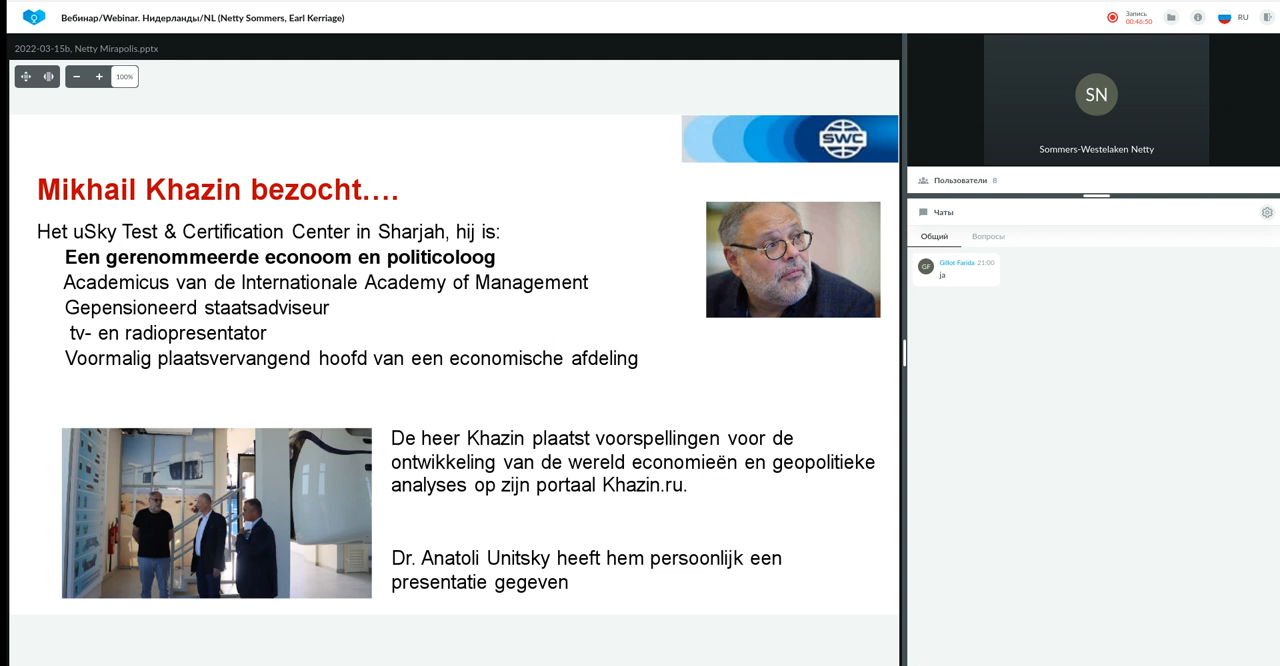 Вебинар/Webinar. Нидерланды/NL (Netty Sommers, Earl Kerriage)
Запись
00:46:50
RU
2022-03-15b, Netty Mirapolis.pptx
100%
SWC
Mikhail Khazin bezocht….
Het uSky Test & Certification Center in Sharjah, hij is:
Een gerenommeerde econoom en politicoloog
Academicus van de Internationale Academy of Management
Gepensioneerd staatsadviseur
tv- en radiopresentator
Voormalig plaatsvervangend hoofd van een economische afdeling
De heer Khazin plaatst voorspellingen voor de
ontwikkeling van de wereld economieën en geopolitieke
analyses op zijn portaal Khazin.ru.
Dr. Anatoli Unitsky heeft hem persoonlijk een
presentatie gegeven
SN
Sommers-Westelaken Netty
Пользователи 8
Чаты
Общий Вопросы
GF
Gillot Farida 21:00
ja